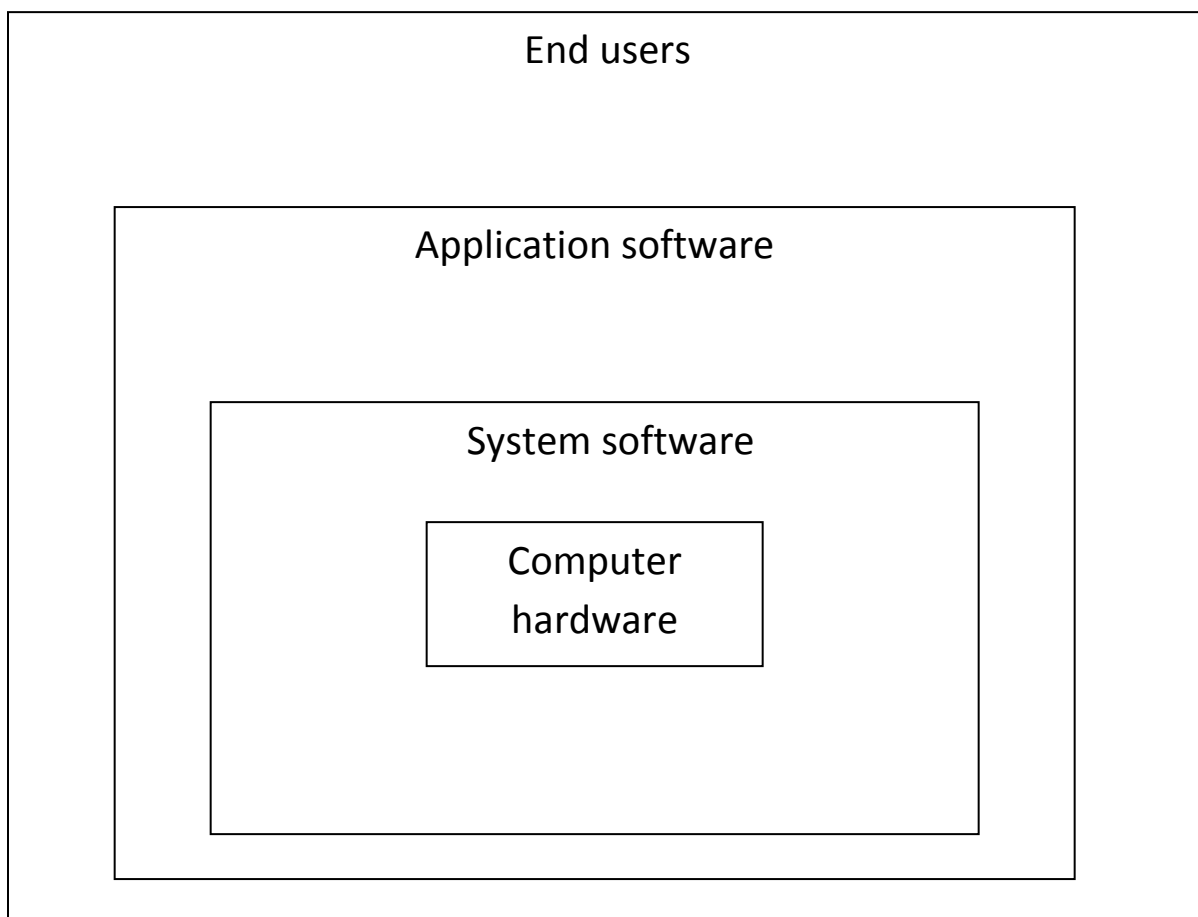 End users
Application software
System software
Computer
hardware